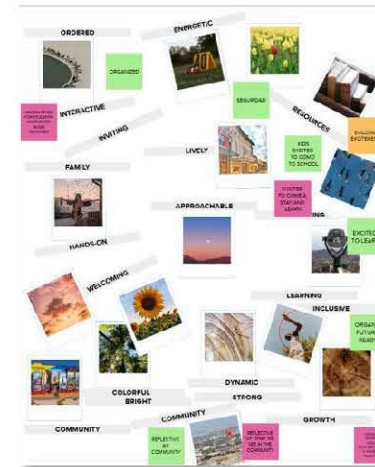 ORDERED
ENERGETIC
ORGANIZED
INTERACTIVE
INVITING
SEGURIDAD
RESOURCES
LIVELY
KIDS
EXCITED
TO COME
TO SCHOOL
FAMILY
EXCITED
TO COME &
STAY AND
LEARN
APPROACHABLE
HANDS-ON
EXCITED
TO LEARN
WELCOMING
LEARNING
INCLUSIVE
COLORFUL
BRIGHT
DYNAMIC
STRONG
COMMUNITY
COMMUNITY
GROWTH
REFLECTIVE
OF
COMMUNITY
REFLECTIVE
OF WHAT WE
SEE IN THE
COMMUNITY